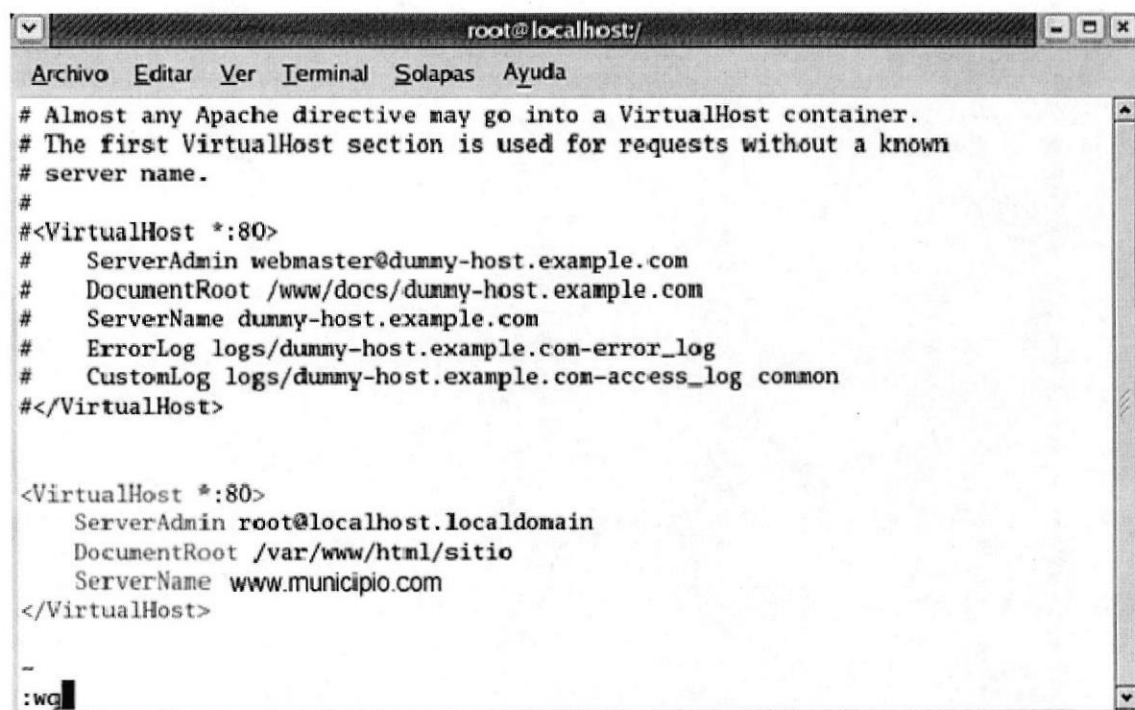 root@localhost:/
Archivo Editar Ver Terminal Solapas Ayuda
# Almost any Apache directive may go into a VirtualHost container.
# The first VirtualHost section is used for requests without a known
# server name.
#
#<VirtualHost *:80>
#    ServerAdmin webmaster@dummy-host.example.com
#    DocumentRoot /www/docs/dummy-host.example.com
#    ServerName dummy-host.example.com
#    ErrorLog logs/dummy-host.example.com-error_log
#    CustomLog logs/dummy-host.example.com-access_log common
#</VirtualHost>
<VirtualHost *:80>
    ServerAdmin root@localhost.localdomain
    DocumentRoot /var/www/html/sitio
    ServerName www.municipio.com
</VirtualHost>
~
:wq